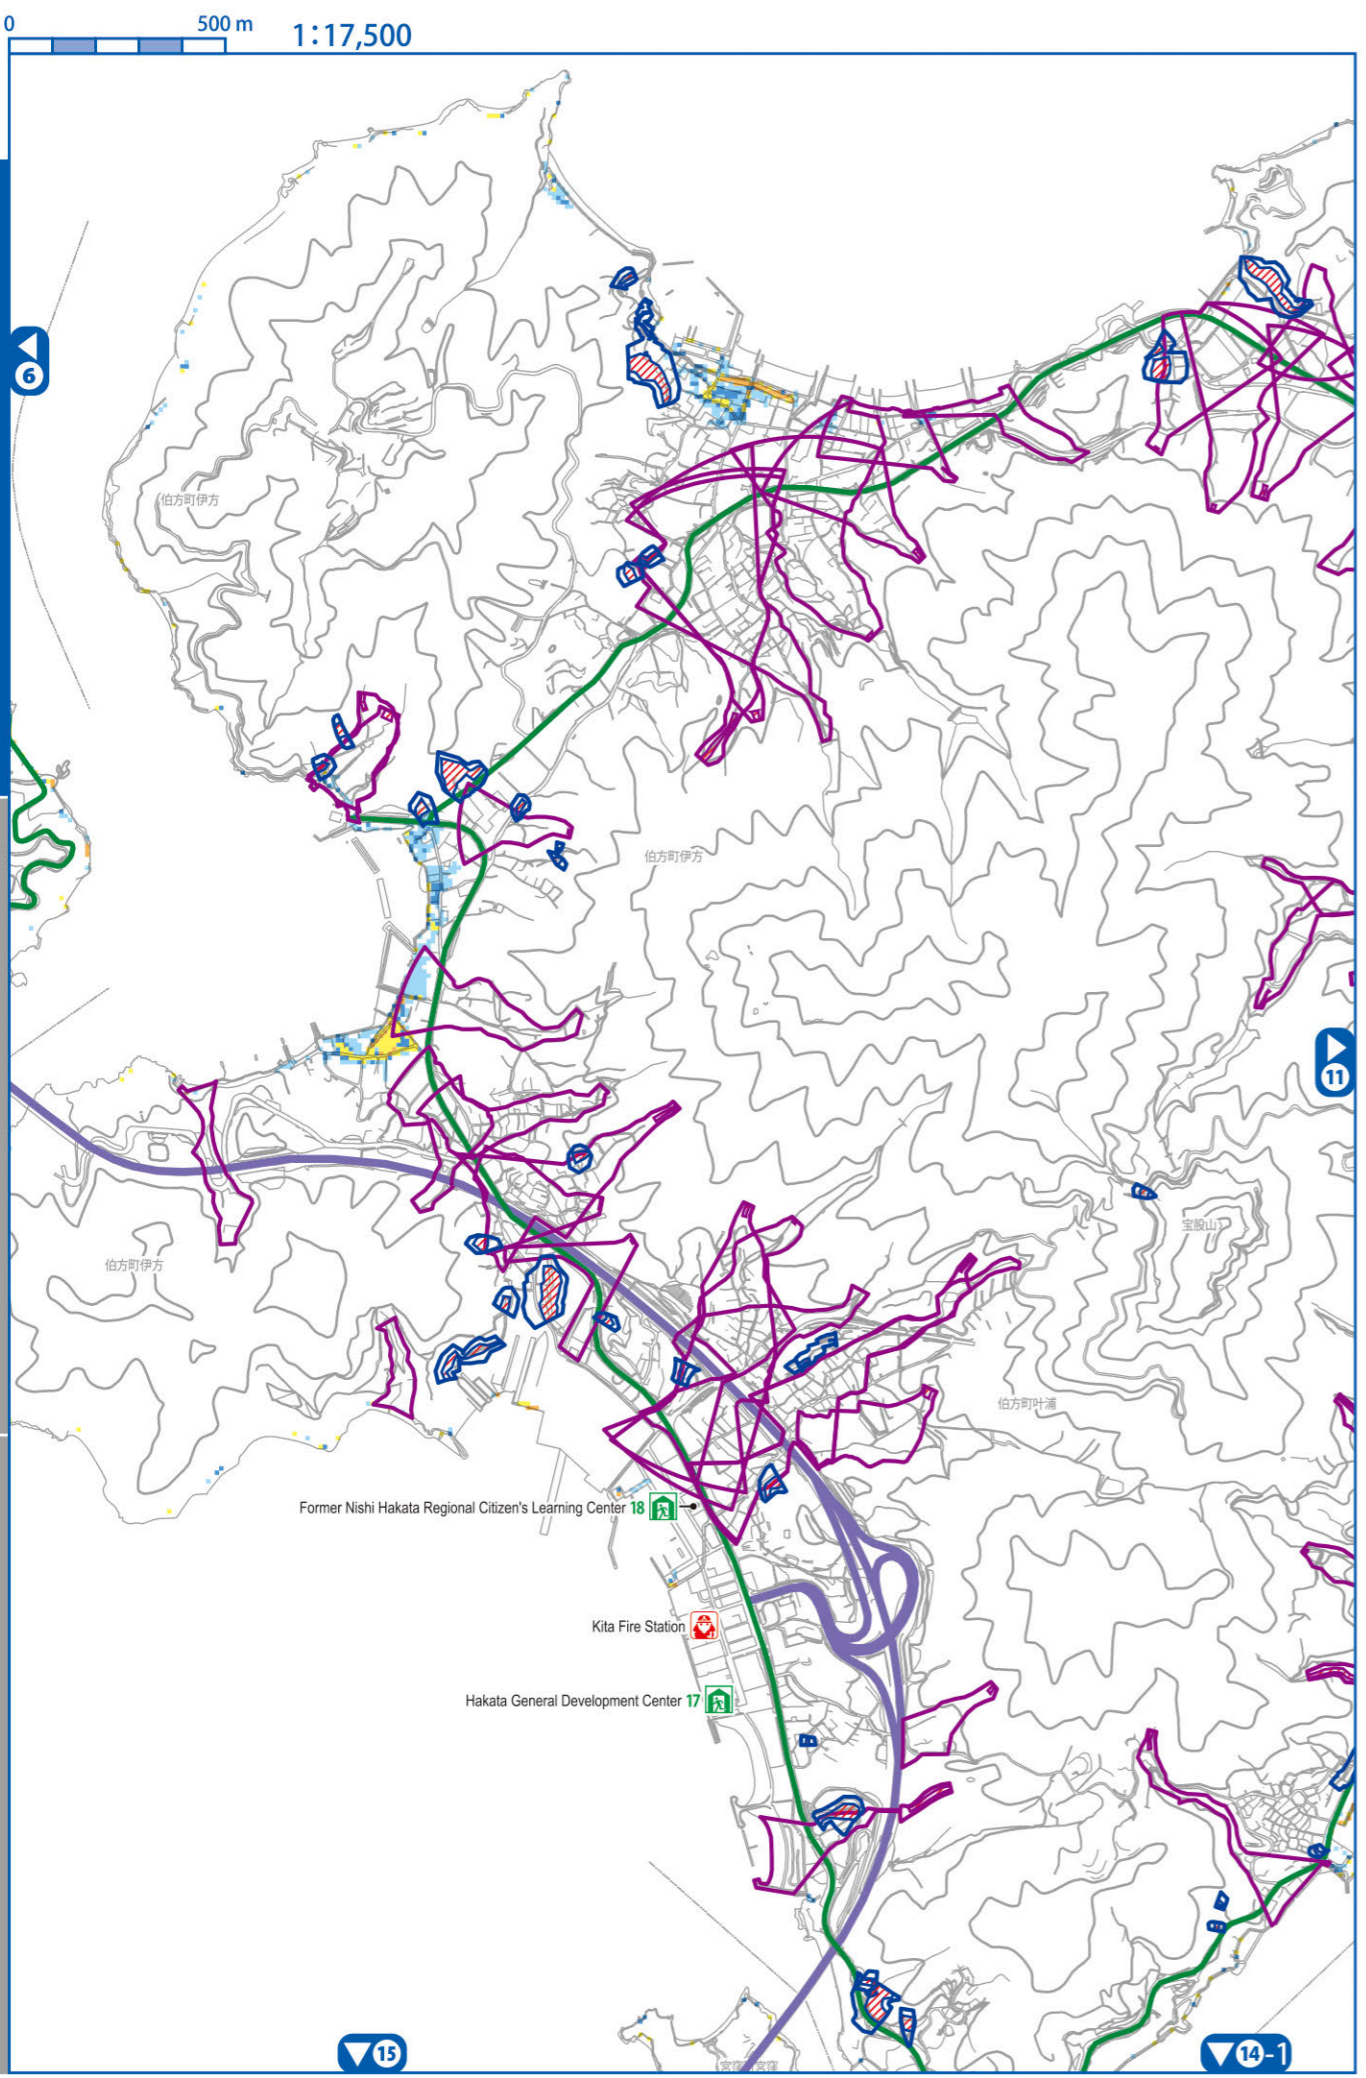 0 500 m 1:17,500
6
伯方町伊方
伯方町伊方
11
宝股山
伯方町伊方
伯方町叶浦
Former Nishi Hakata Regional Citizen's Learning Center 18
Kita Fire Station
Hakata General Development Center 17
15
14-1